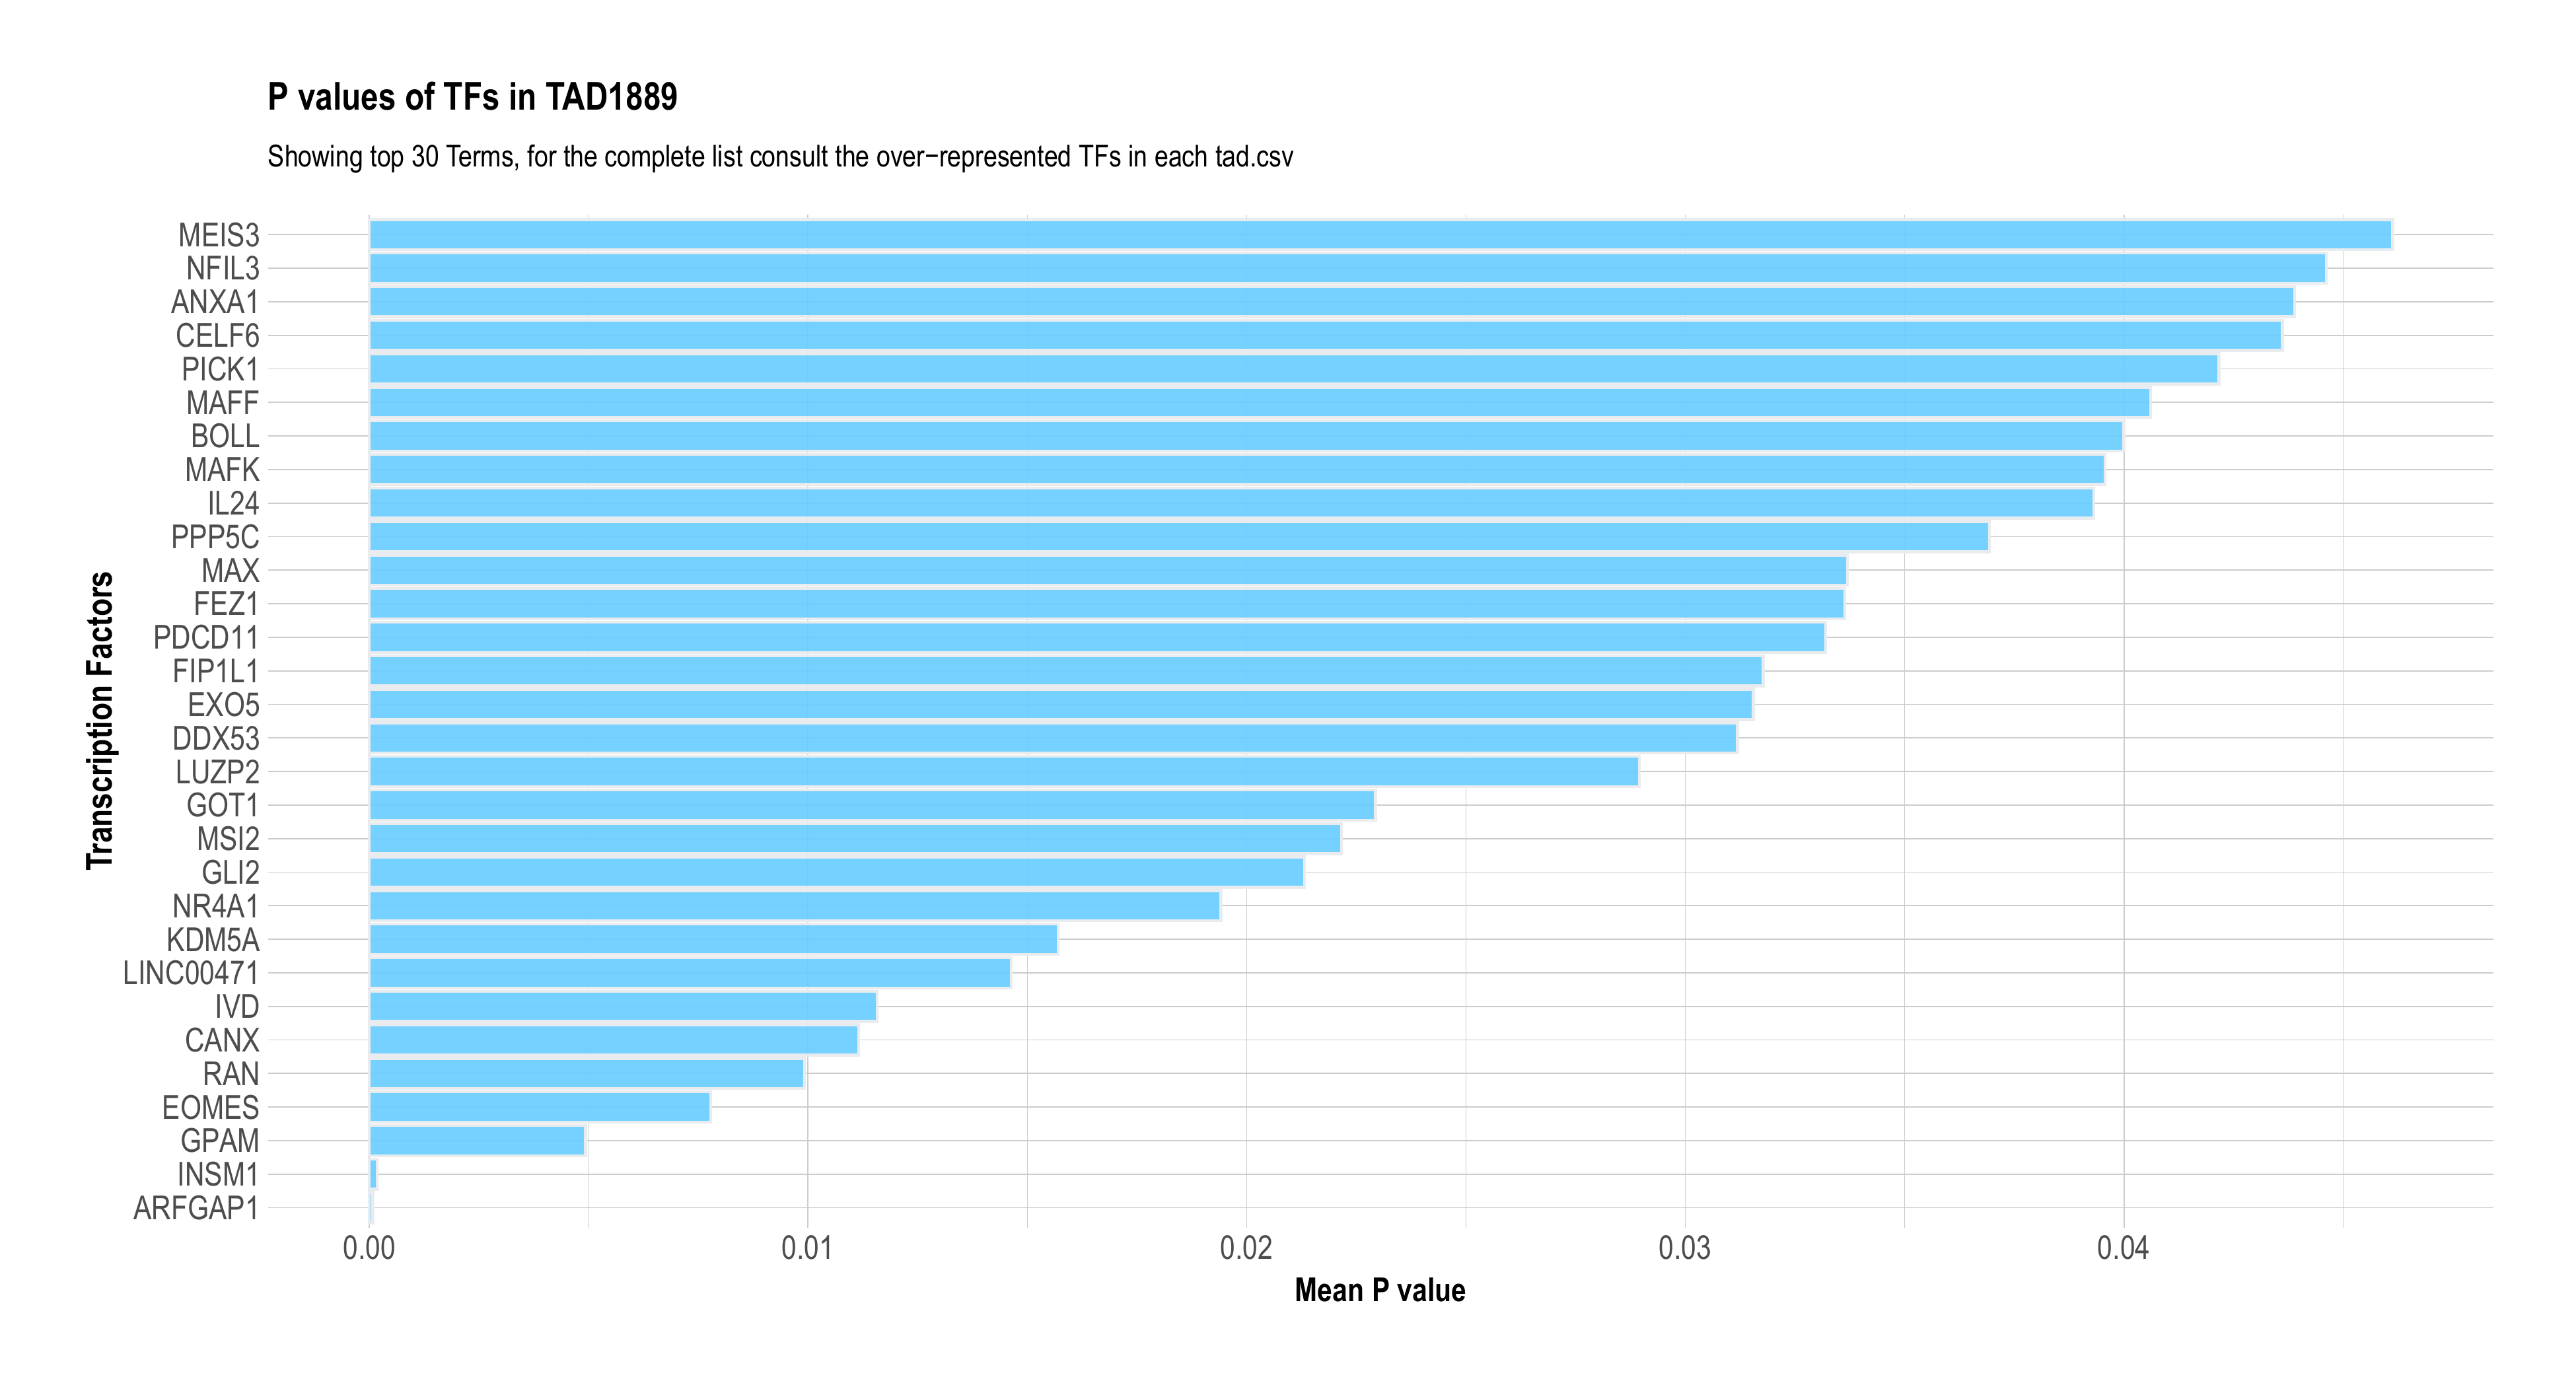 P values of TFs in TAD1889
Showing top 30 Terms, for the complete list consult the over−represented TFs in each tad.csv
Transcription Factors
MEIS3
NFIL3
ANXA1
CELF6
PICK1
MAFF
BOLL
MAFK
IL24
PPP5C
MAX
FEZ1
PDCD11
FIP1L1
EXO5
DDX53
LUZP2
GOT1
MSI2
GLI2
NR4A1
KDM5A
LINC00471
IVD
CANX
RAN
EOMES
GPAM
INSM1
ARFGAP1
0.00 0.01 0.02 0.03 0.04
Mean P value